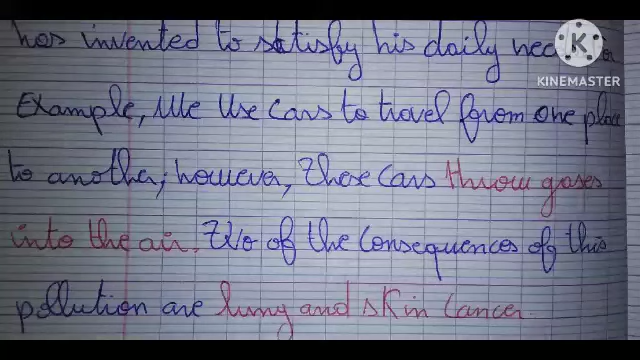 has invented to satisfy his daily
KINEMASTER
Example, We Use cars to travel from one place
to another; however, these cars throw gases
into the air. Two of the consequences of this
pollution are lung and skin cancer.